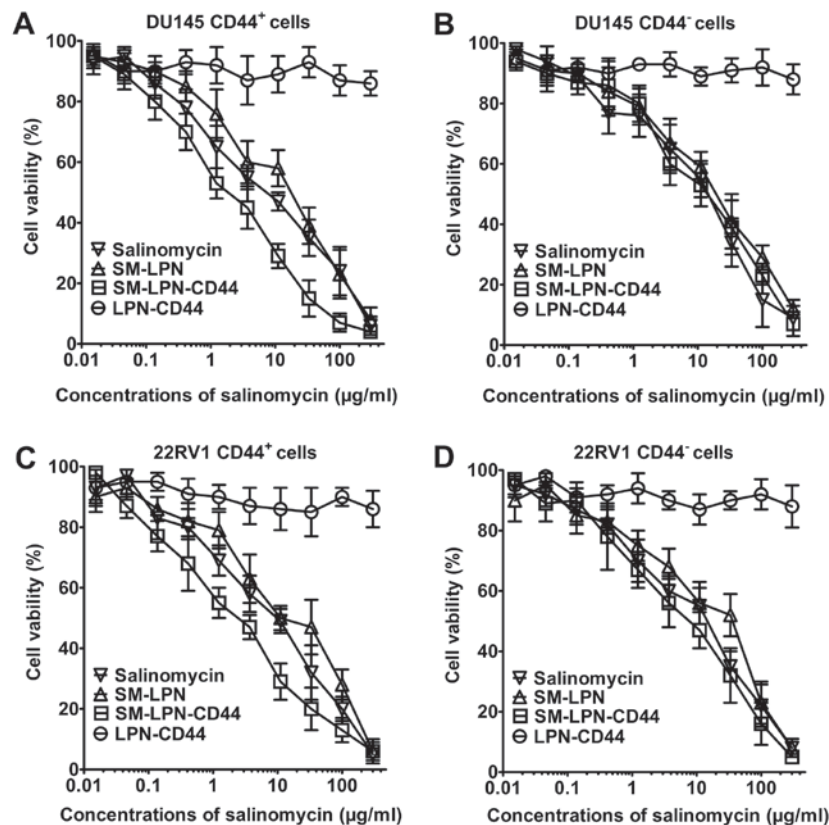 A
DU145 CD44+ cells
Cell vability (%)
100
80
60
40
20
0
Salinomycin
SM-LPN
SM-LPN-CD44
LPN-CD44
0.01 0.1 1 10 100
Concentrations of salinomycin (µg/ml)
B
DU145 CD44- cells
Cell vability (%)
100
80
60
40
20
0
Salinomycin
SM-LPN
SM-LPN-CD44
LPN-CD44
0.01 0.1 1 10 100
Concentrations of salinomycin (µg/ml)
C
22RV1 CD44+ cells
Cell vability (%)
100
80
60
40
20
0
Salinomycin
SM-LPN
SM-LPN-CD44
LPN-CD44
0.01 0.1 1 10 100
Concentrations of salinomycin (µg/ml)
D
22RV1 CD44- cells
Cell vability (%)
100
80
60
40
20
0
Salinomycin
SM-LPN
SM-LPN-CD44
LPN-CD44
0.01 0.1 1 10 100
Concentrations of salinomycin (µg/ml)